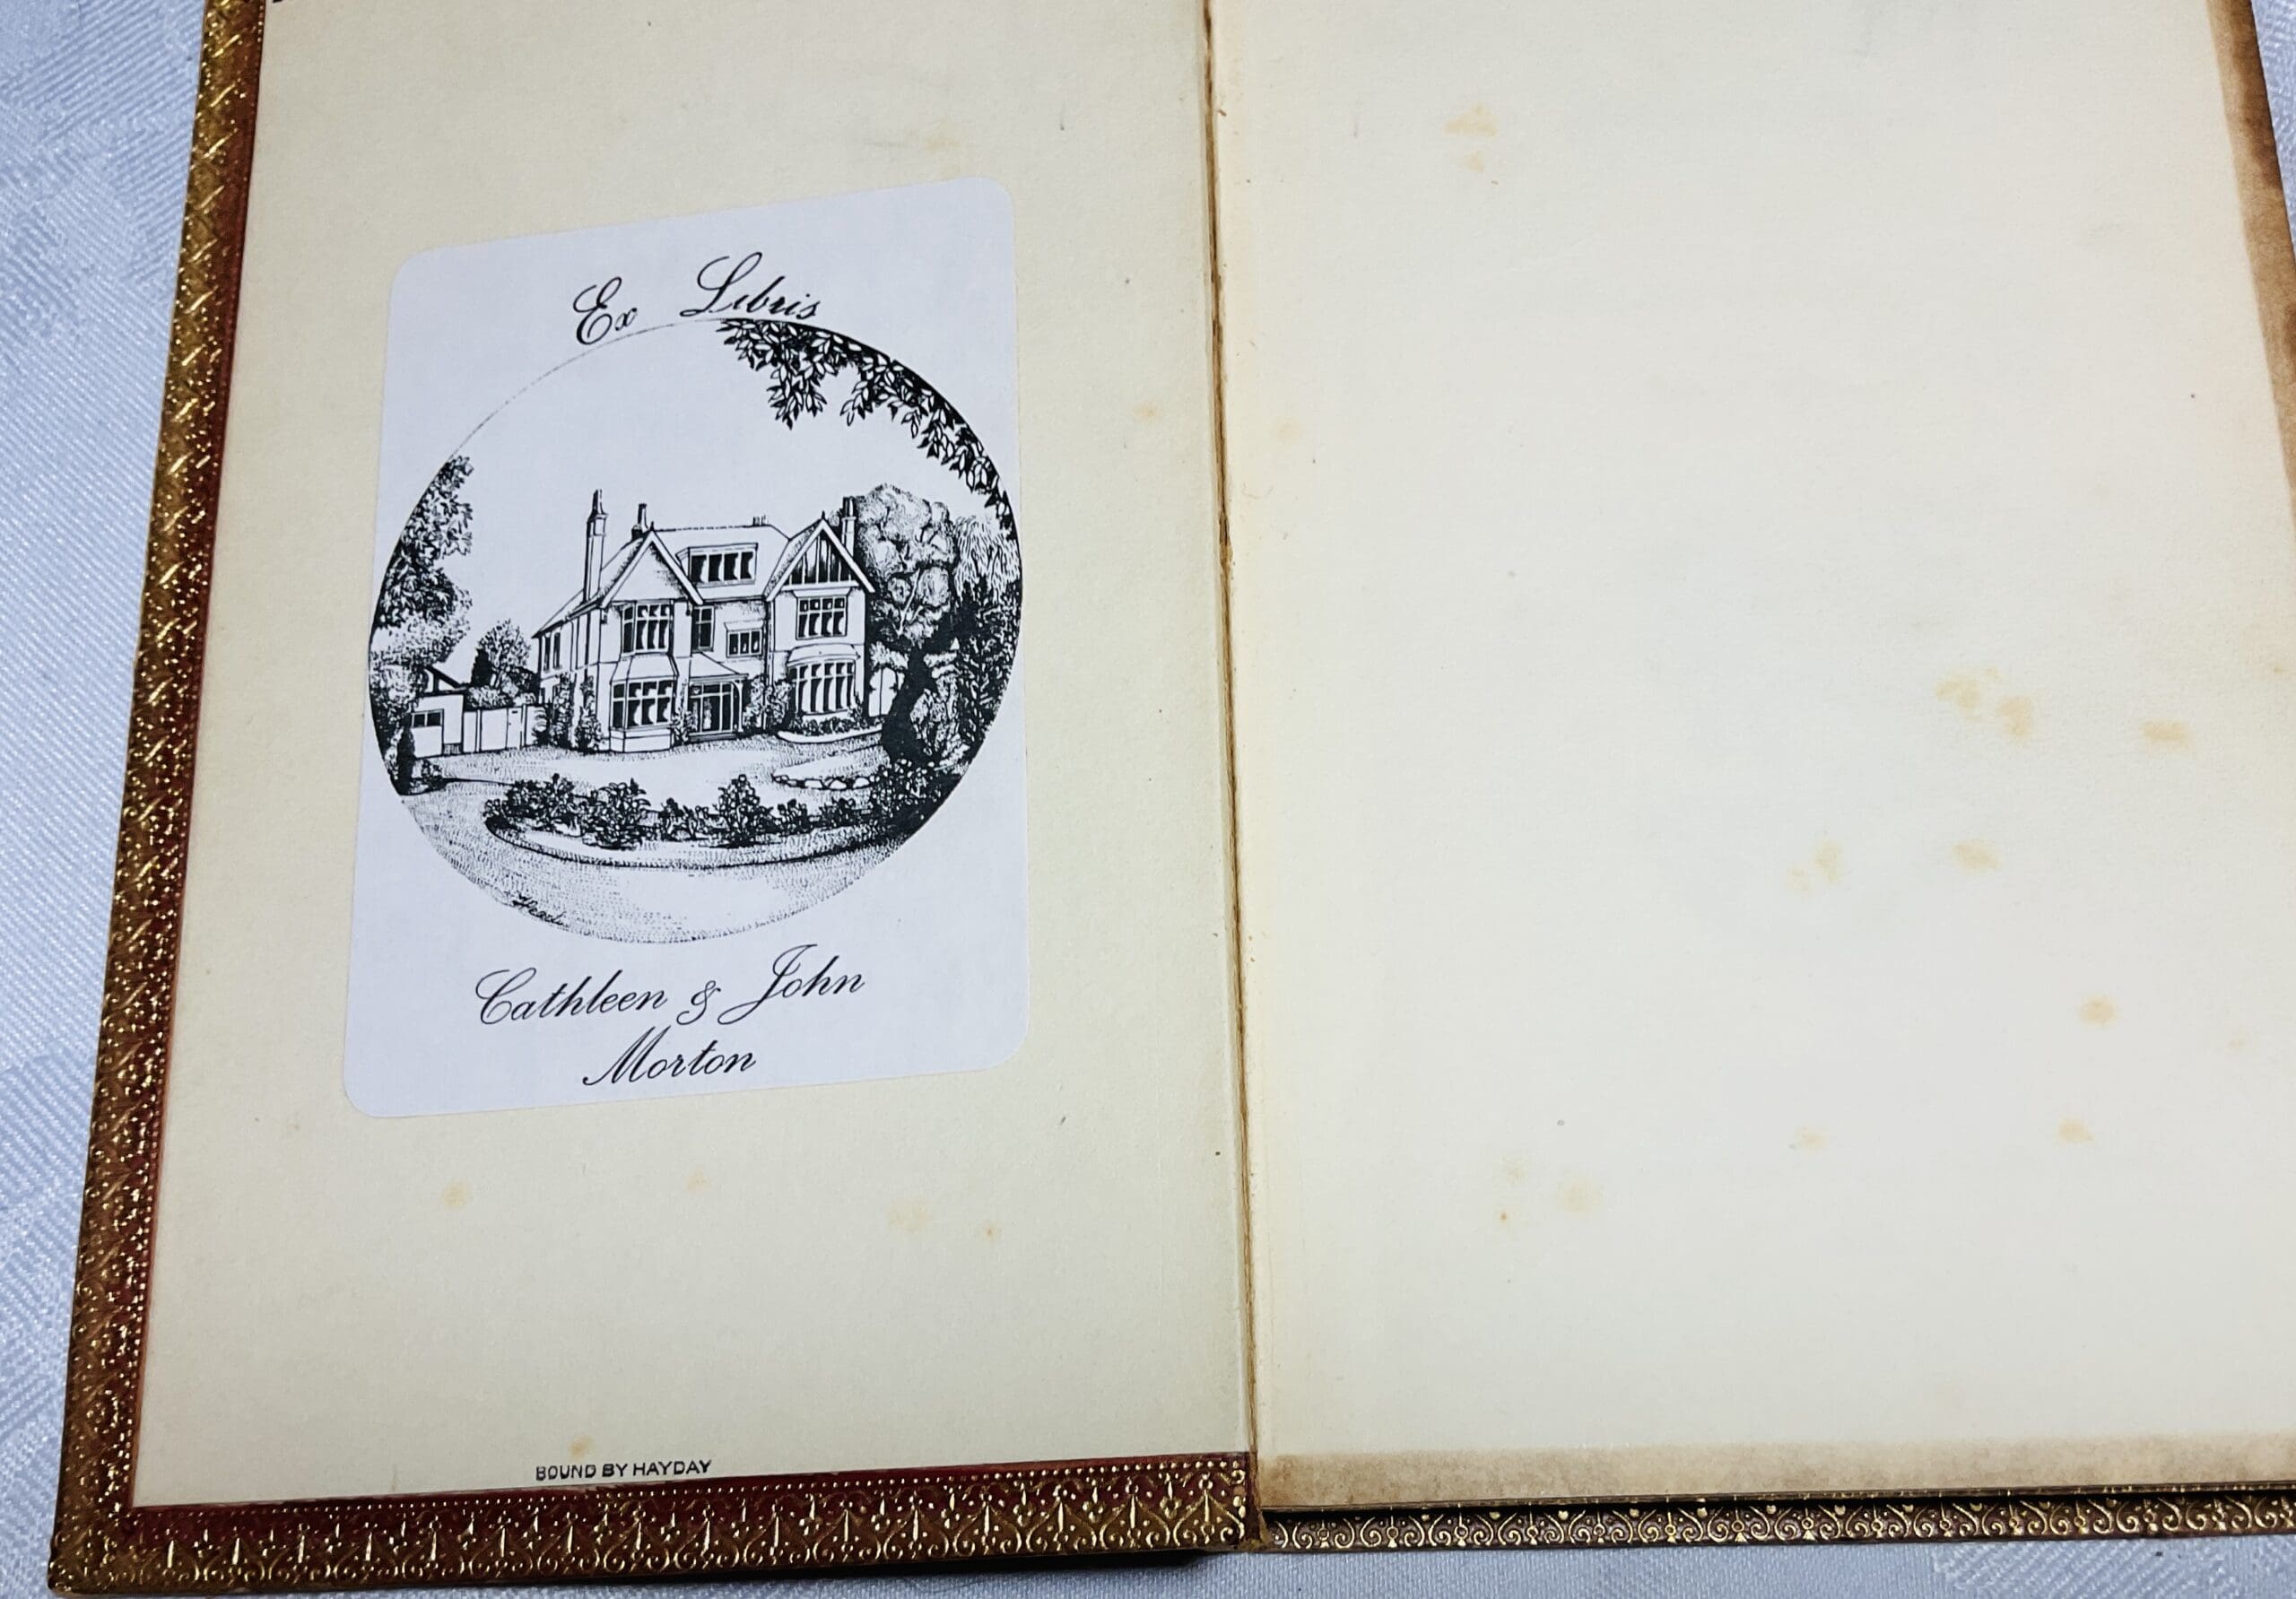 Ex Libris
Cathleen & John
Morton
BOUND BY HAYDAY